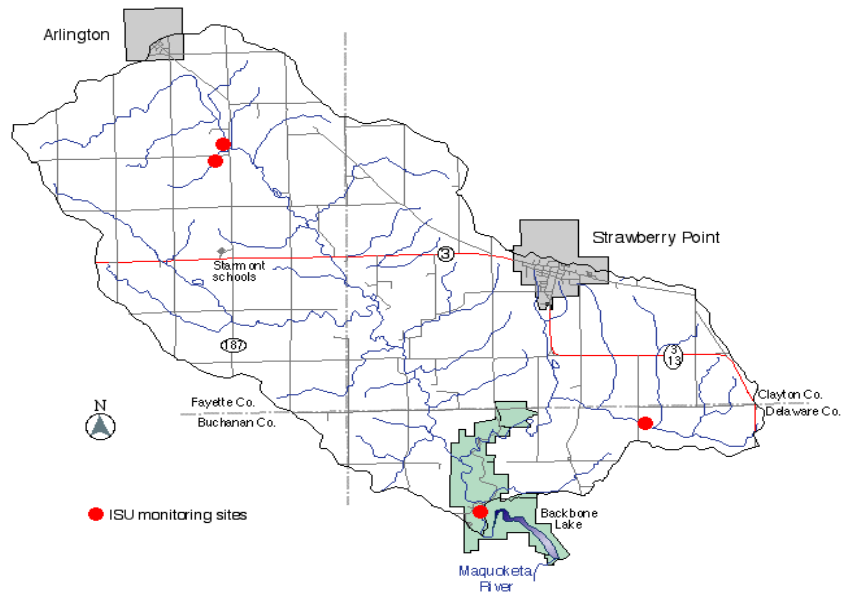 Arlington
Strawberry Point
3
Starmont
schools
187
3
13
Clayton Co.
Delaware Co.
Fayette Co.
Buchanan Co.
N
ISU monitoring sites
Backbone
Lake
Maquoketa
River